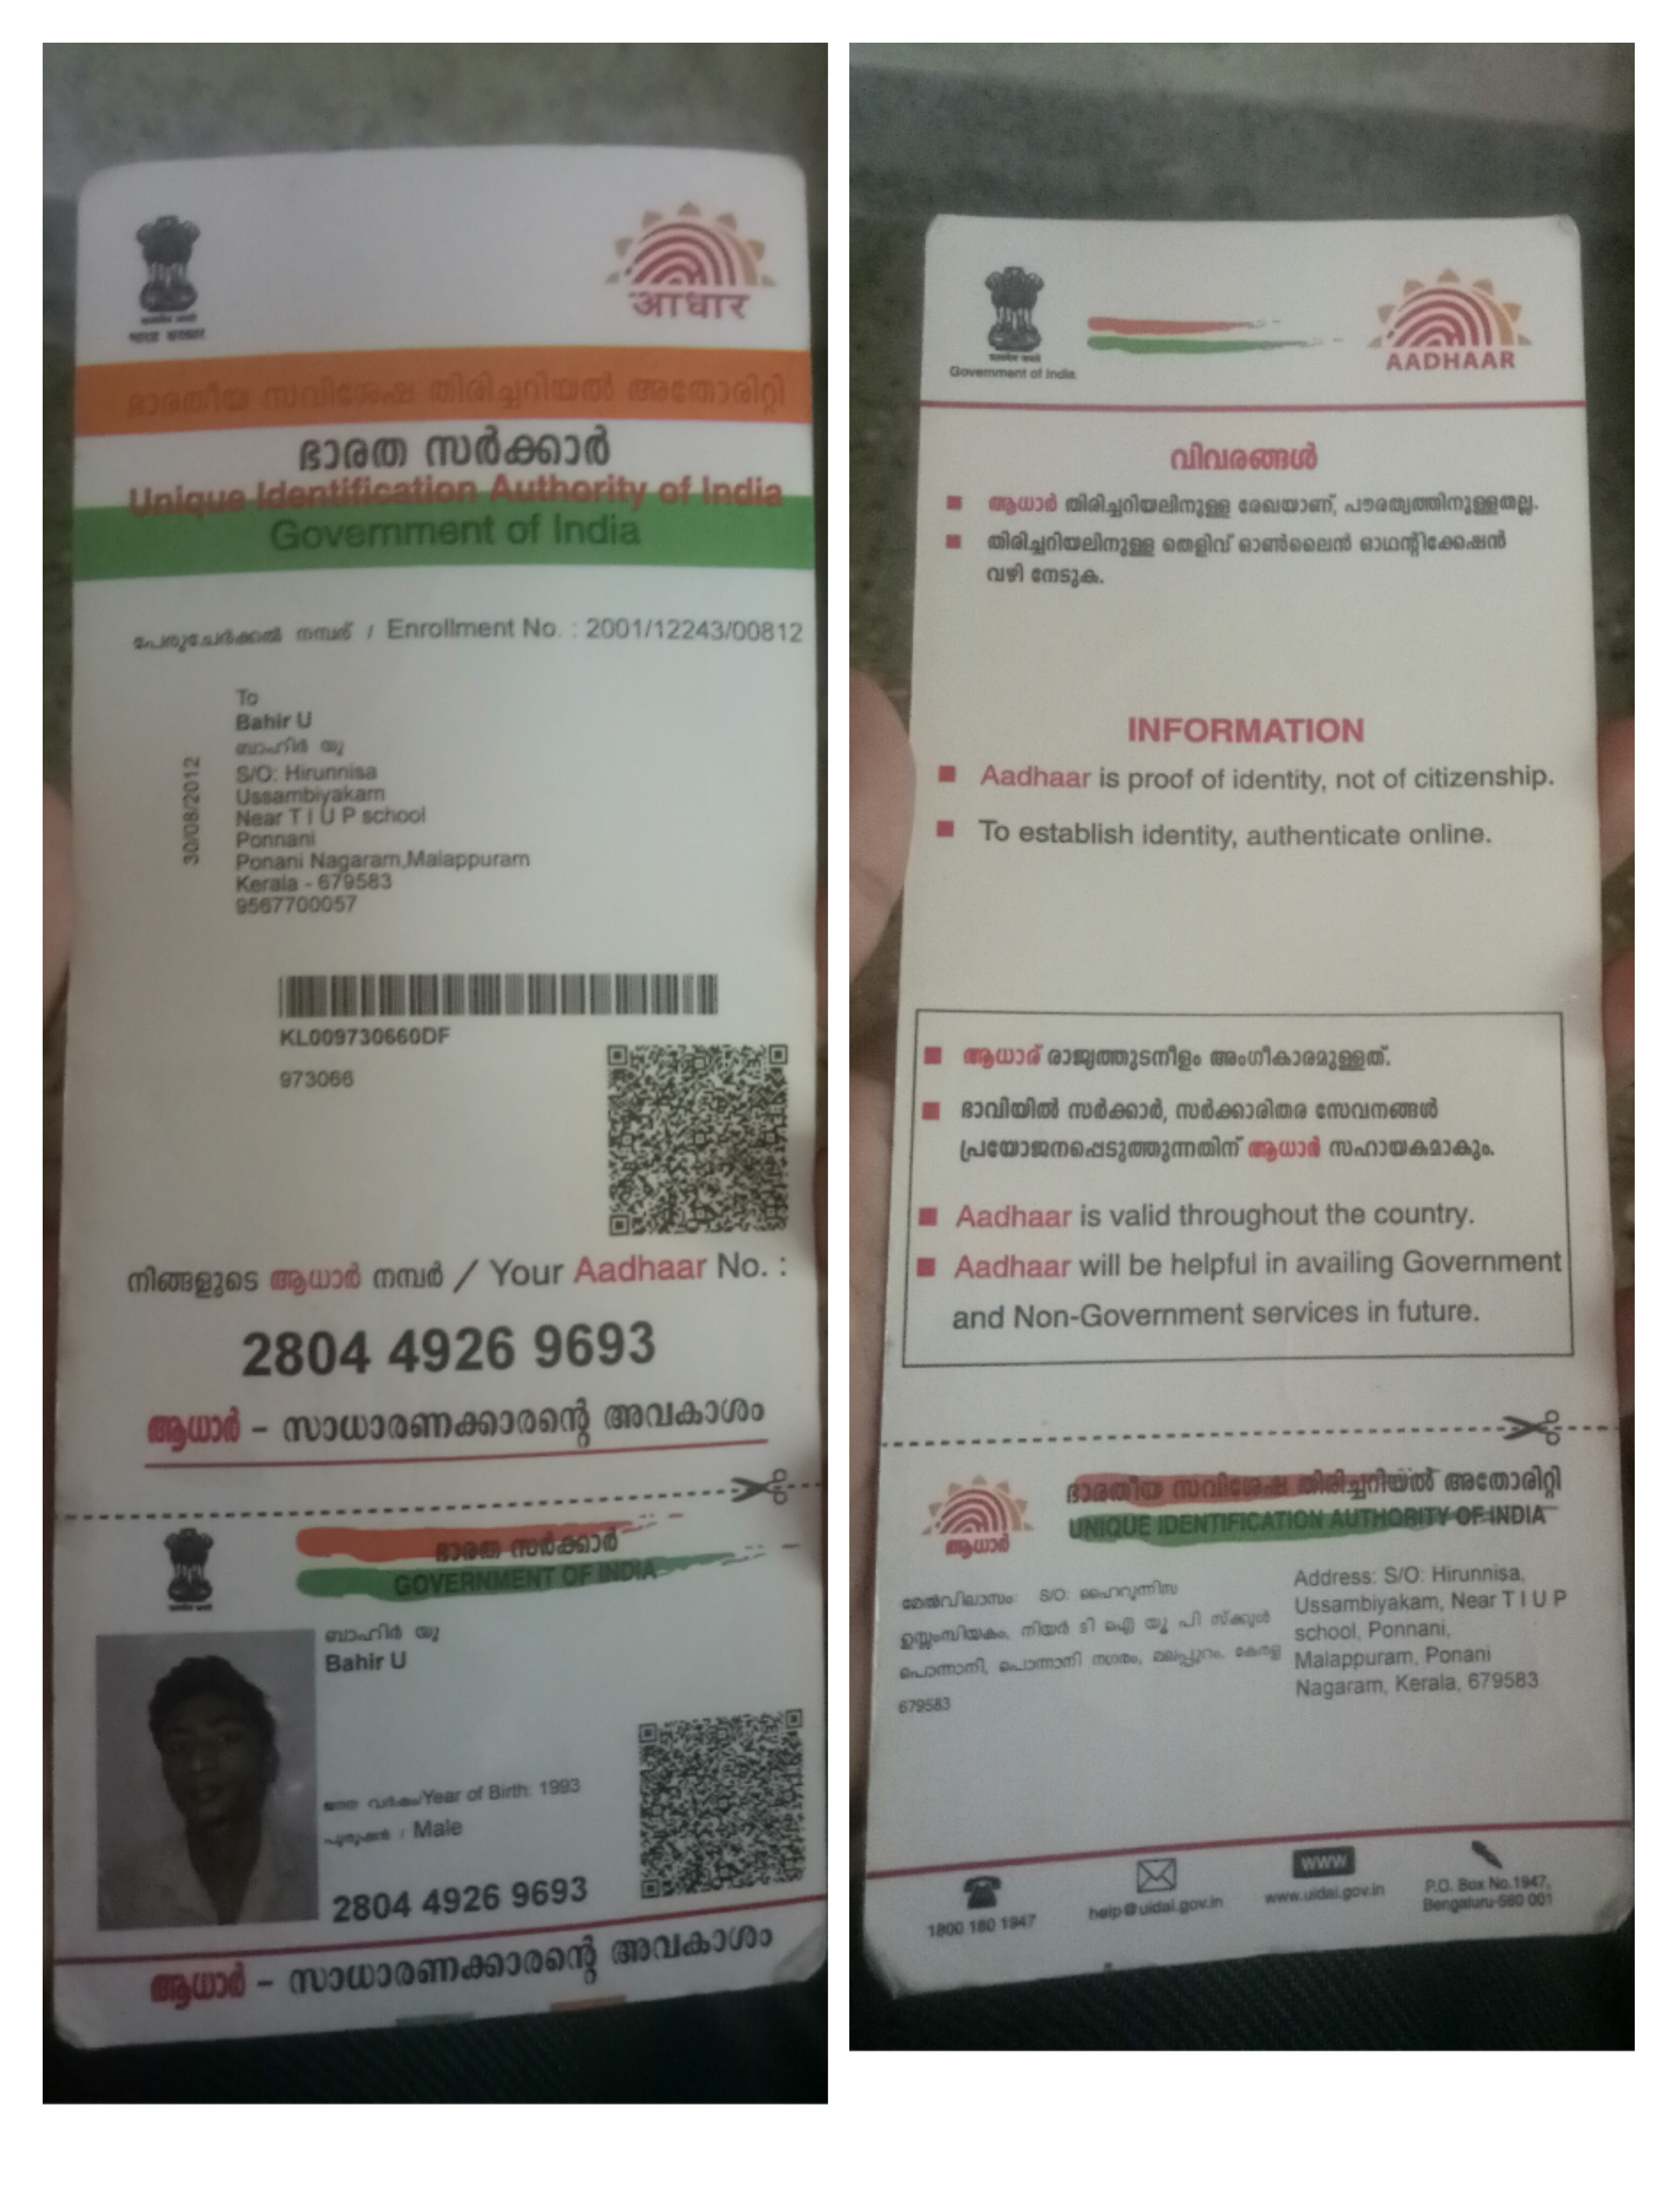 भारत सरकार
आधार
ഭാരതീയ സവിശേഷ തിരിച്ചറിയൽ അതോരിറ്റി
ഭാരത സർക്കാർ
Unique Identification Authority of India
Government of India
പേരുചേർക്കൽ നമ്പര് / Enrollment No. : 2001/12243/00812
To
Bahir U
ബാഹിർ യു
S/O: Hirunnisa
Ussambiyakam
Near T I U P school
Ponnani
Ponani Nagaram,Malappuram
Kerala - 679583
9567700057
30/08/2012
KL009730660DF
973066
നിങ്ങളുടെ ആധാർ നമ്പർ / Your Aadhaar No. :
2804 4926 9693
ആധാർ – സാധാരണക്കാരന്റെ അവകാശം
ഭാരത സർക്കാർ
GOVERNMENT OF INDIA
ബാഹിർ യു
Bahir U
ജനന വർഷം/Year of Birth: 1993
പുരുഷൻ / Male
2804 4926 9693
ആധാർ – സാധാരണക്കാരന്റെ അവകാശം
Government of India
AADHAAR
വിവരങ്ങൾ
ആധാർ തിരിച്ചറിയലിനുള്ള രേഖയാണ്, പൗരത്വത്തിനുള്ളതല്ല.
തിരിച്ചറിയലിനുള്ള തെളിവ് ഓൺലൈൻ ഓഥന്റിക്കേഷൻ
വഴി നേടുക.
INFORMATION
Aadhaar is proof of identity, not of citizenship.
To establish identity, authenticate online.
ആധാര് രാജ്യത്തുടനീളം അംഗീകാരമുള്ളത്.
ഭാവിയിൽ സർക്കാർ, സർക്കാരിതര സേവനങ്ങൾ
പ്രയോജനപ്പെടുത്തുന്നതിന് ആധാർ സഹായകമാകും.
Aadhaar is valid throughout the country.
Aadhaar will be helpful in availing Government
and Non-Government services in future.
ആധാർ
ഭാരതീയ സവിശേഷ തിരിച്ചറിയൽ അതോരിറ്റി
UNIQUE IDENTIFICATION AUTHORITY OF INDIA
മേൽവിലാസം: S/O: ഹൈറുന്നിസ
ഉസ്സംബിയകം, നിയർ ടി ഐ യു പി സ്ക്കൂൾ
പൊന്നാനി, പൊന്നാനി നഗരം, മലപ്പുറം, കേരള
679583
Address: S/O: Hirunnisa,
Ussambiyakam, Near T I U P
school, Ponnani,
Malappuram, Ponani
Nagaram, Kerala, 679583
1800 180 1947
help@uidai.gov.in
www
www.uidai.gov.in
P.O. Box No.1947,
Bengaluru-560 001